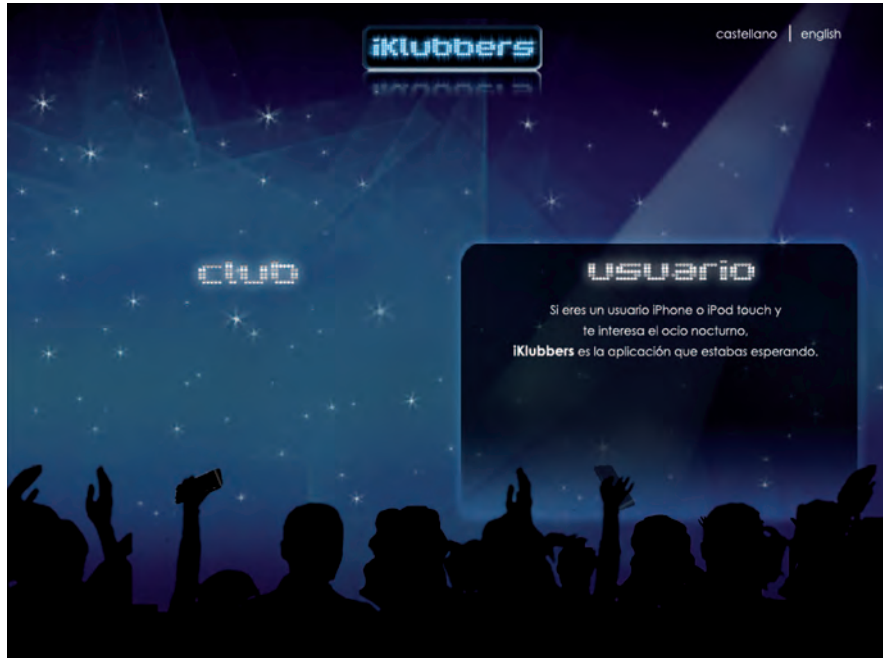 iKlubbers
castellano | english
club
usuario
Si eres un usuario iPhone o iPod touch y
te interesa el ocio nocturno,
iKlubbers es la aplicación que estabas esperando.